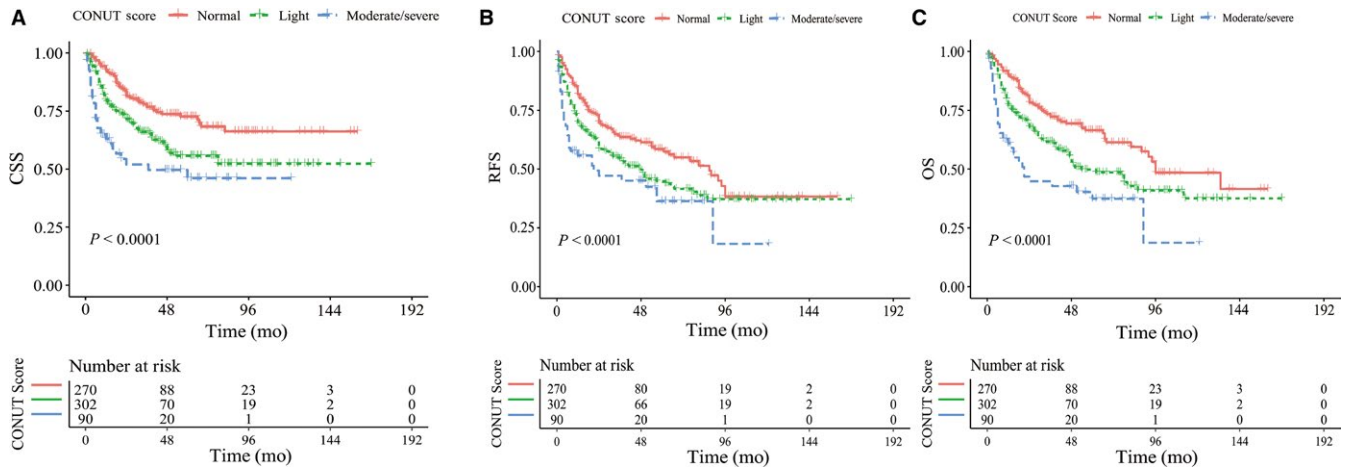 A
CONUT score Normal Light Moderate/severe
1.00
0.75
0.50
0.25
0.00
CSS
P < 0.0001
0 48 96 144 192
Time (mo)
Number at risk
CONUT Score
270 88 23 3 0
302 70 19 2 0
90 20 1 0 0
0 48 96 144 192
Time (mo)
B
CONUT score Normal Light Moderate/severe
1.00
0.75
0.50
0.25
0.00
RFS
P < 0.0001
0 48 96 144 192
Time (mo)
Number at risk
CONUT Score
270 80 19 2 0
302 66 19 2 0
90 20 1 0 0
0 48 96 144 192
Time (mo)
C
CONUT Score Normal Light Moderate/severe
1.00
0.75
0.50
0.25
0.00
OS
P < 0.0001
0 48 96 144 192
Time (mo)
Number at risk
CONUT Score
270 88 23 3 0
302 70 19 2 0
90 20 1 0 0
0 48 96 144 192
Time (mo)